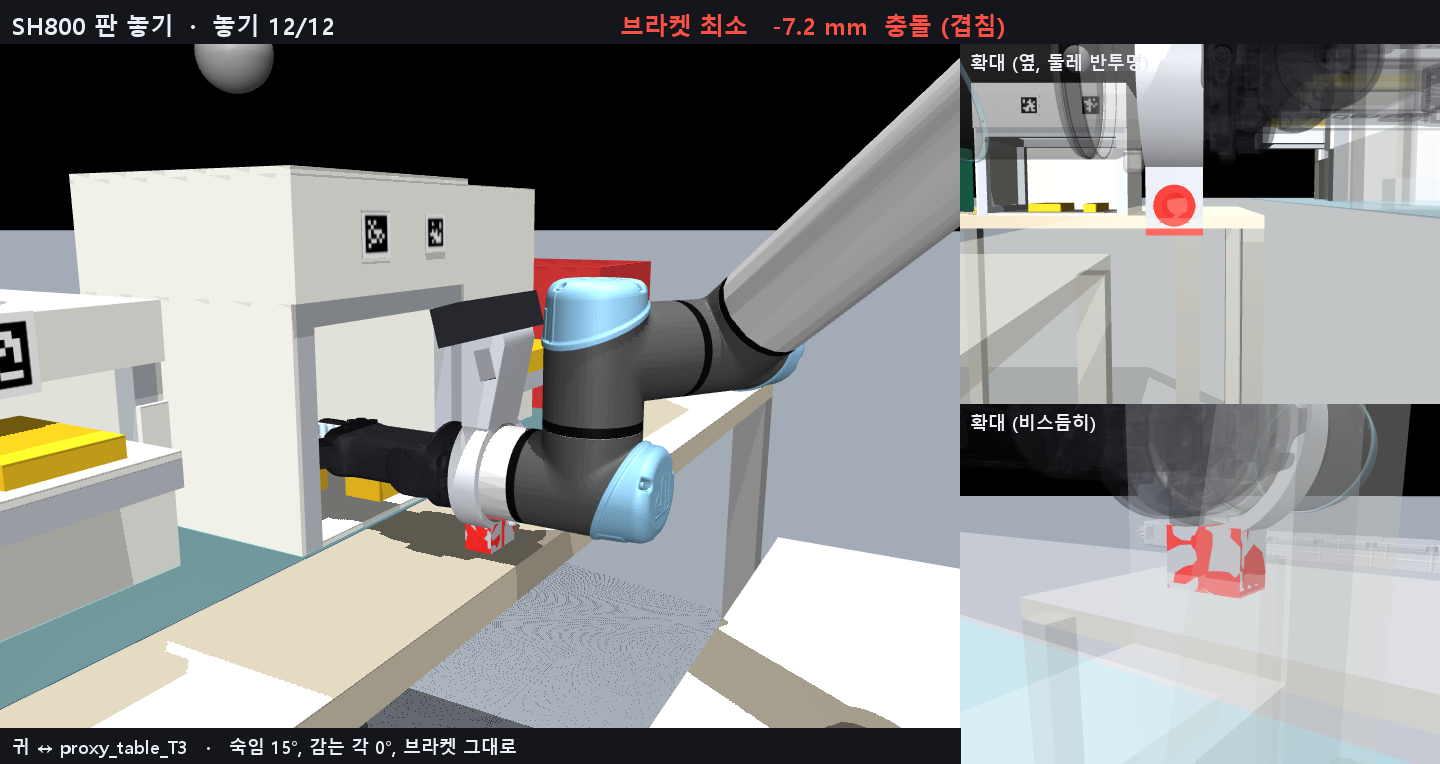 SH800 판 놓기 · 놓기 12/12
브라켓 최소 -7.2 mm 충돌 (겹침)
확대 (옆, 둘레 반투명)
확대 (비스듬히)
귀 ↔ proxy_table_T3 · 숙임 15°, 감는 각 0°, 브라켓 그대로